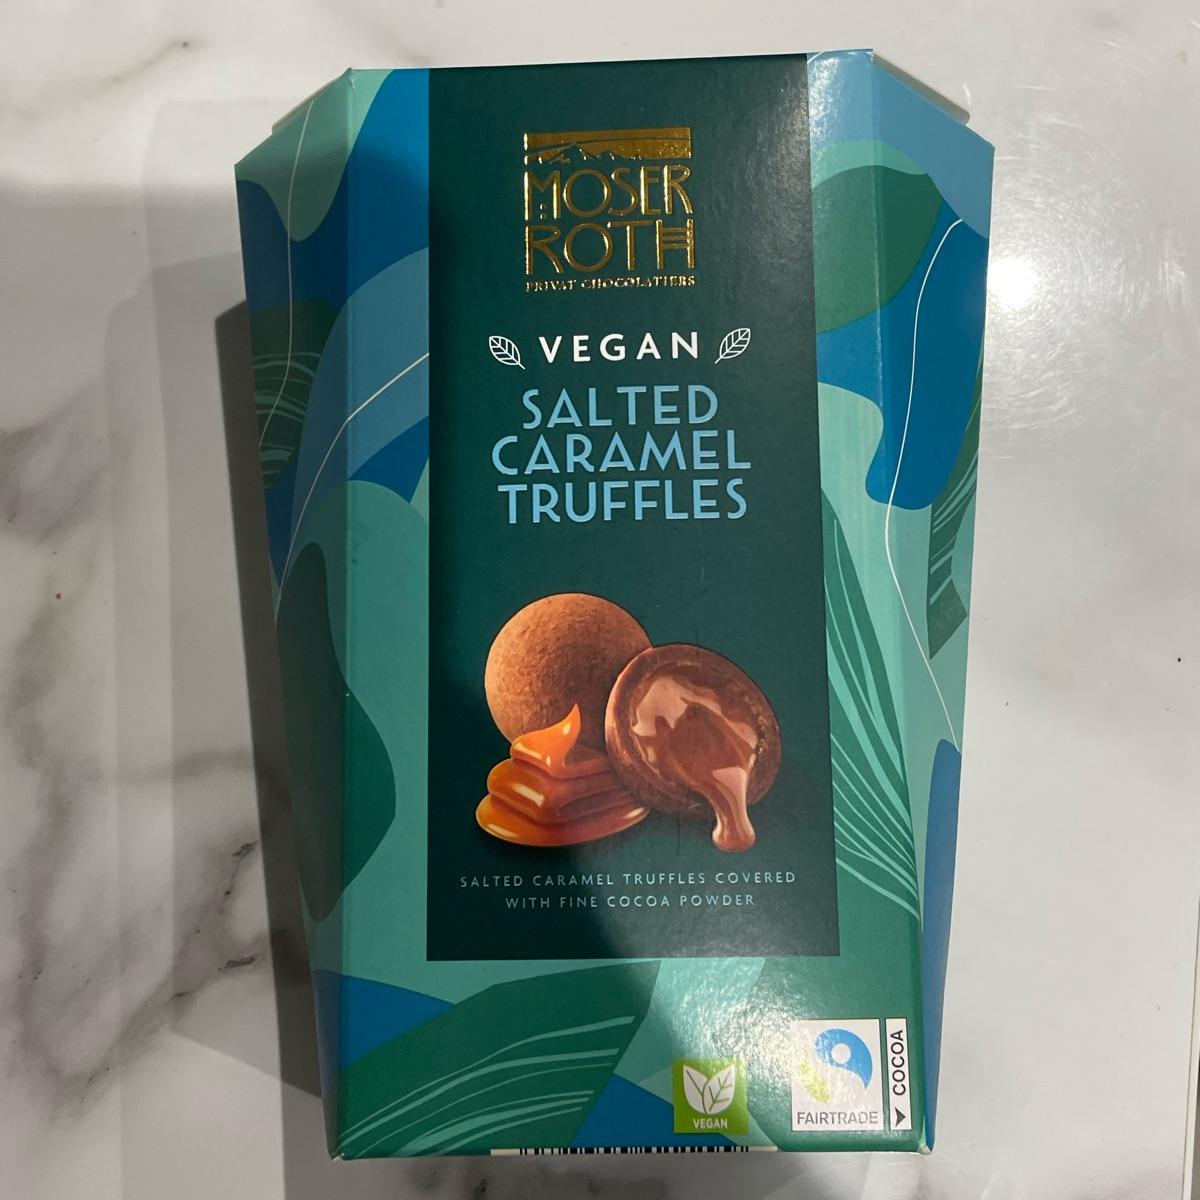 MOSER
ROTH
PRIVAT CHOCOLATIERS
VEGAN
SALTED
CARAMEL
TRUFFLES
SALTED CARAMEL TRUFFLES COVERED
WITH FINE COCOA POWDER
VEGAN
FAIRTRADE
COCOA